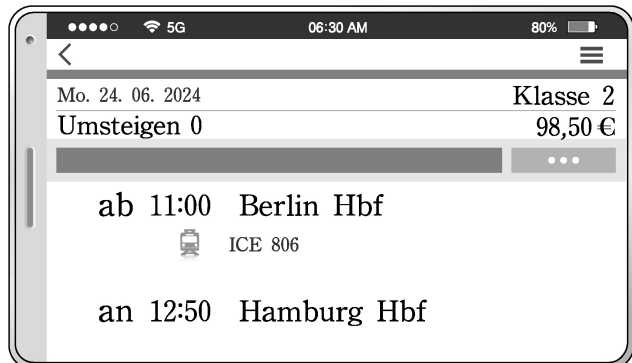 5G 06:30 AM 80%
Mo. 24. 06. 2024 Klasse 2
Umsteigen 0 98,50 €
ab 11:00 Berlin Hbf
ICE 806
an 12:50 Hamburg Hbf